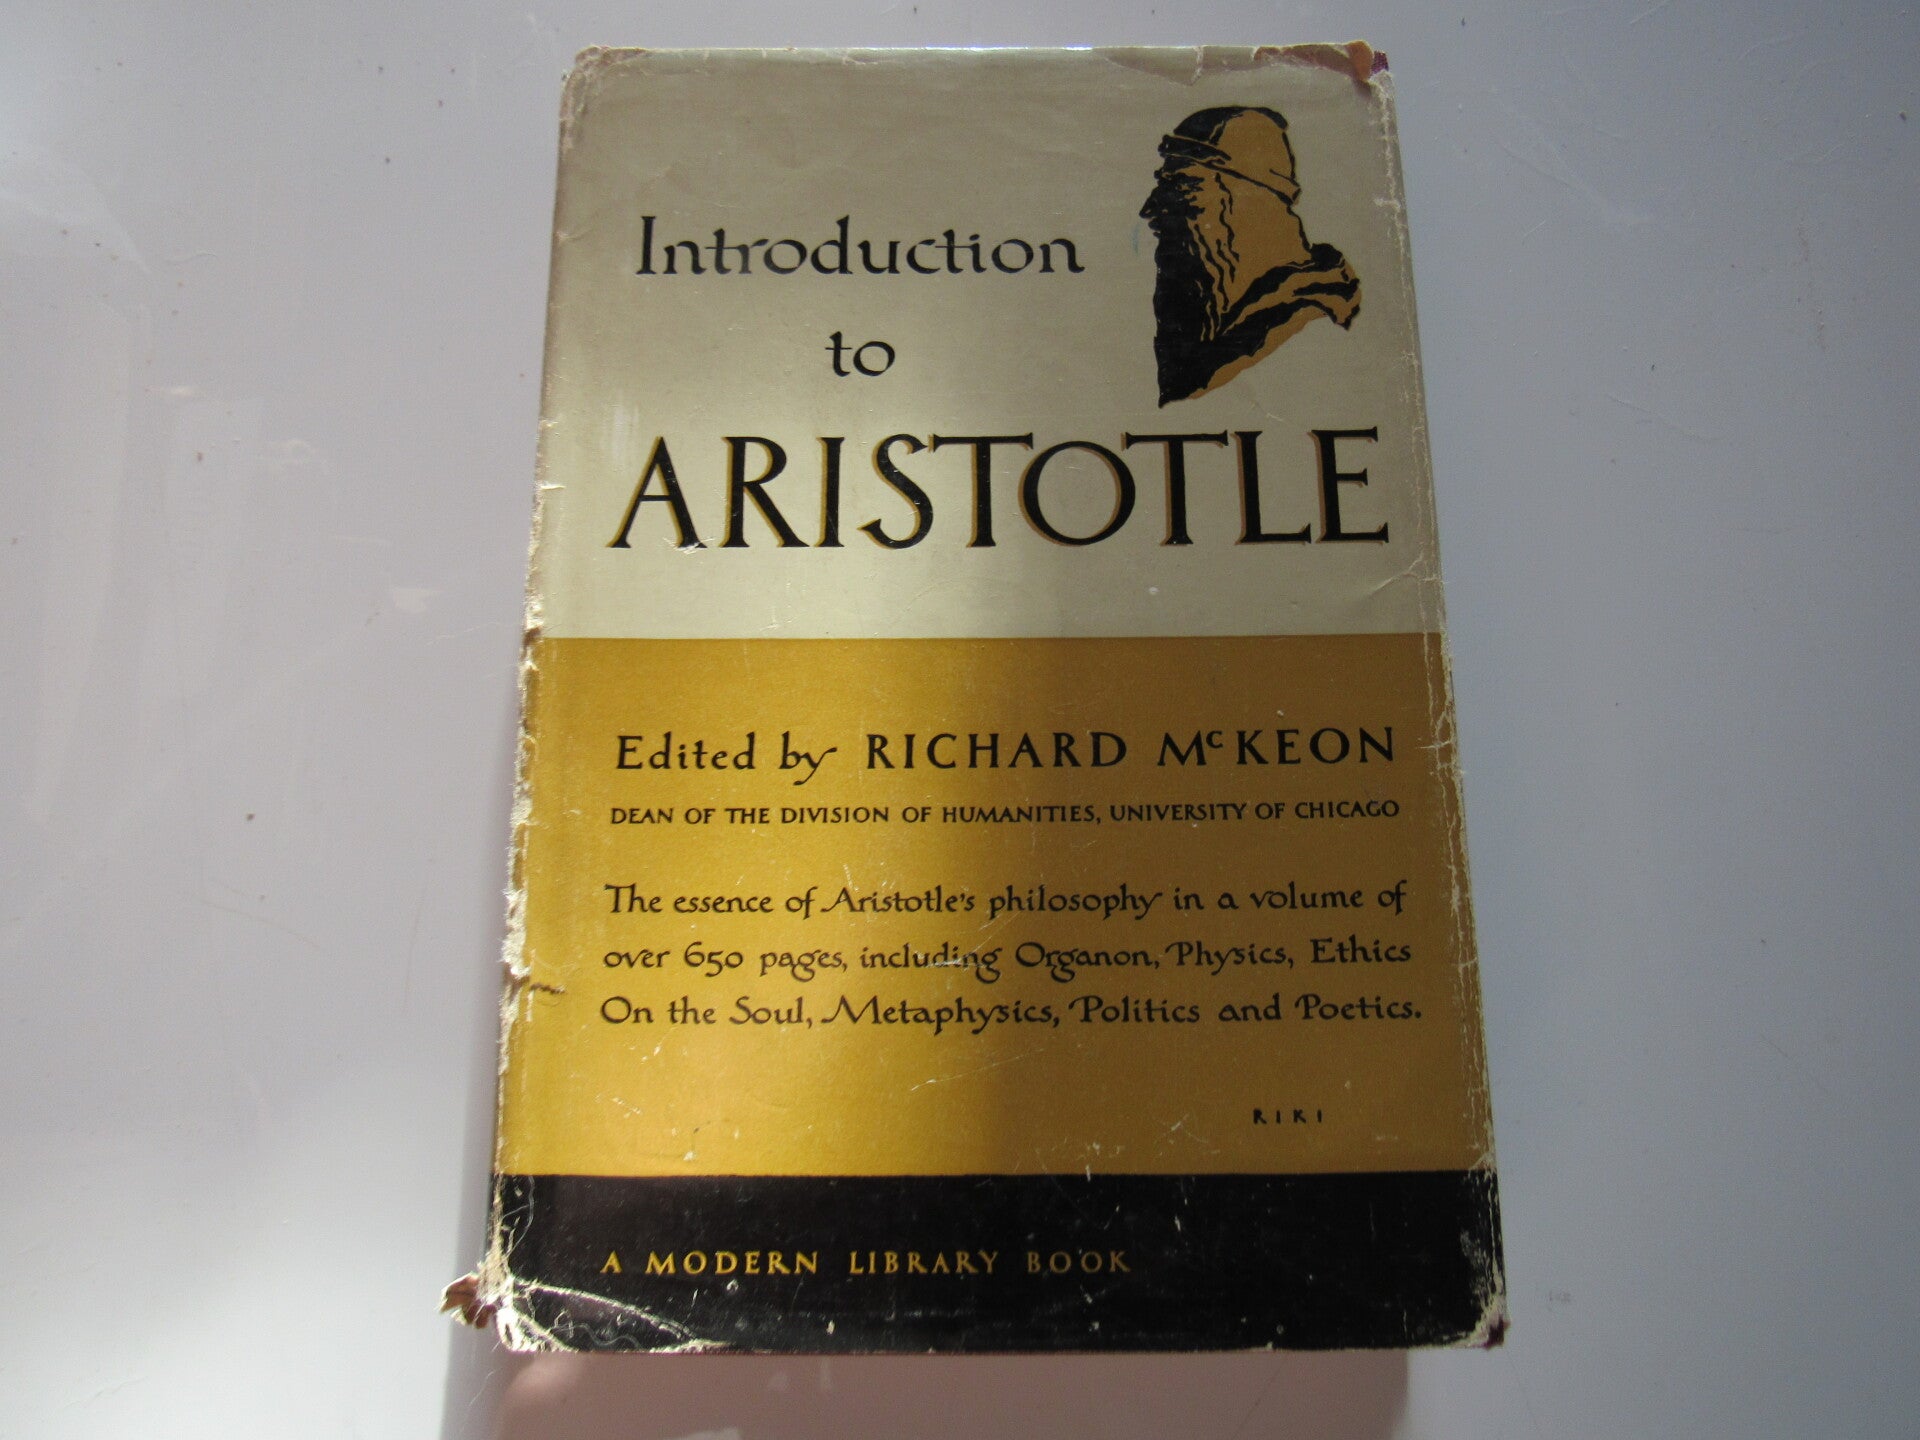 Introduction
to
ARISTOTLE
Edited by RICHARD McKEON
DEAN OF THE DIVISION OF HUMANITIES, UNIVERSITY OF CHICAGO
The essence of Aristotle's philosophy in a volume of
over 650 pages, including Organon, Physics, Ethics
On the Soul, Metaphysics, Politics and Poetics.
RIKI
A MODERN LIBRARY BOOK